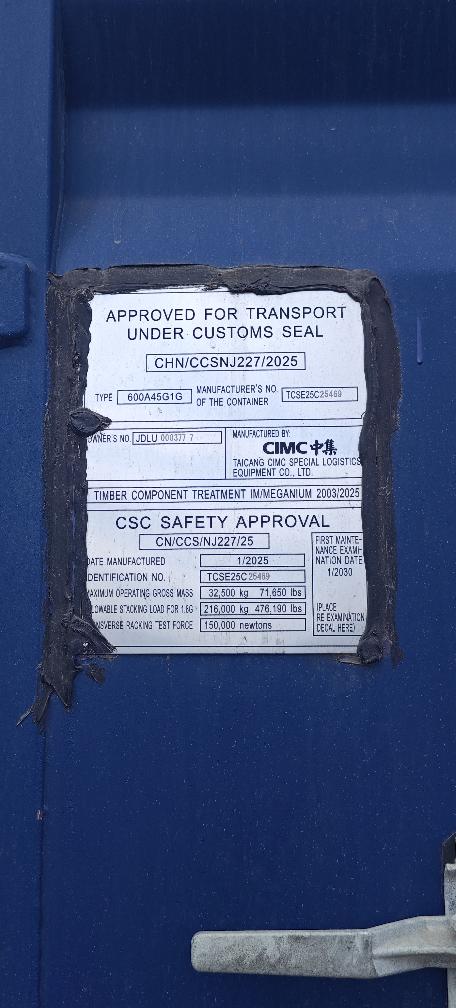 APPROVED FOR TRANSPORT
UNDER CUSTOMS SEAL
CHN/CCSNJ227/2025
TYPE 600A45G1G MANUFACTURER'S NO. OF THE CONTAINER TCSE25C25469
OWNER'S NO. JDLU 000377 7
MANUFACTURED BY:
CIMC 中集
TAICANG CIMC SPECIAL LOGISTICS
EQUIPMENT CO., LTD.
TIMBER COMPONENT TREATMENT IM/MEGANIUM 2003/2025
CSC SAFETY APPROVAL
CN/CCS/NJ227/25
DATE MANUFACTURED 1/2025
IDENTIFICATION NO. TCSE25C25469
MAXIMUM OPERATING GROSS MASS 32,500 kg 71,650 lbs
ALLOWABLE STACKING LOAD FOR 1.8G 216,000 kg 476,190 lbs
TRANSVERSE RACKING TEST FORCE 150,000 newtons
FIRST MAINTE-
NANCE EXAMI-
NATION DATE
1/2030
(PLACE
RE EXAMINATION
DECAL HERE)